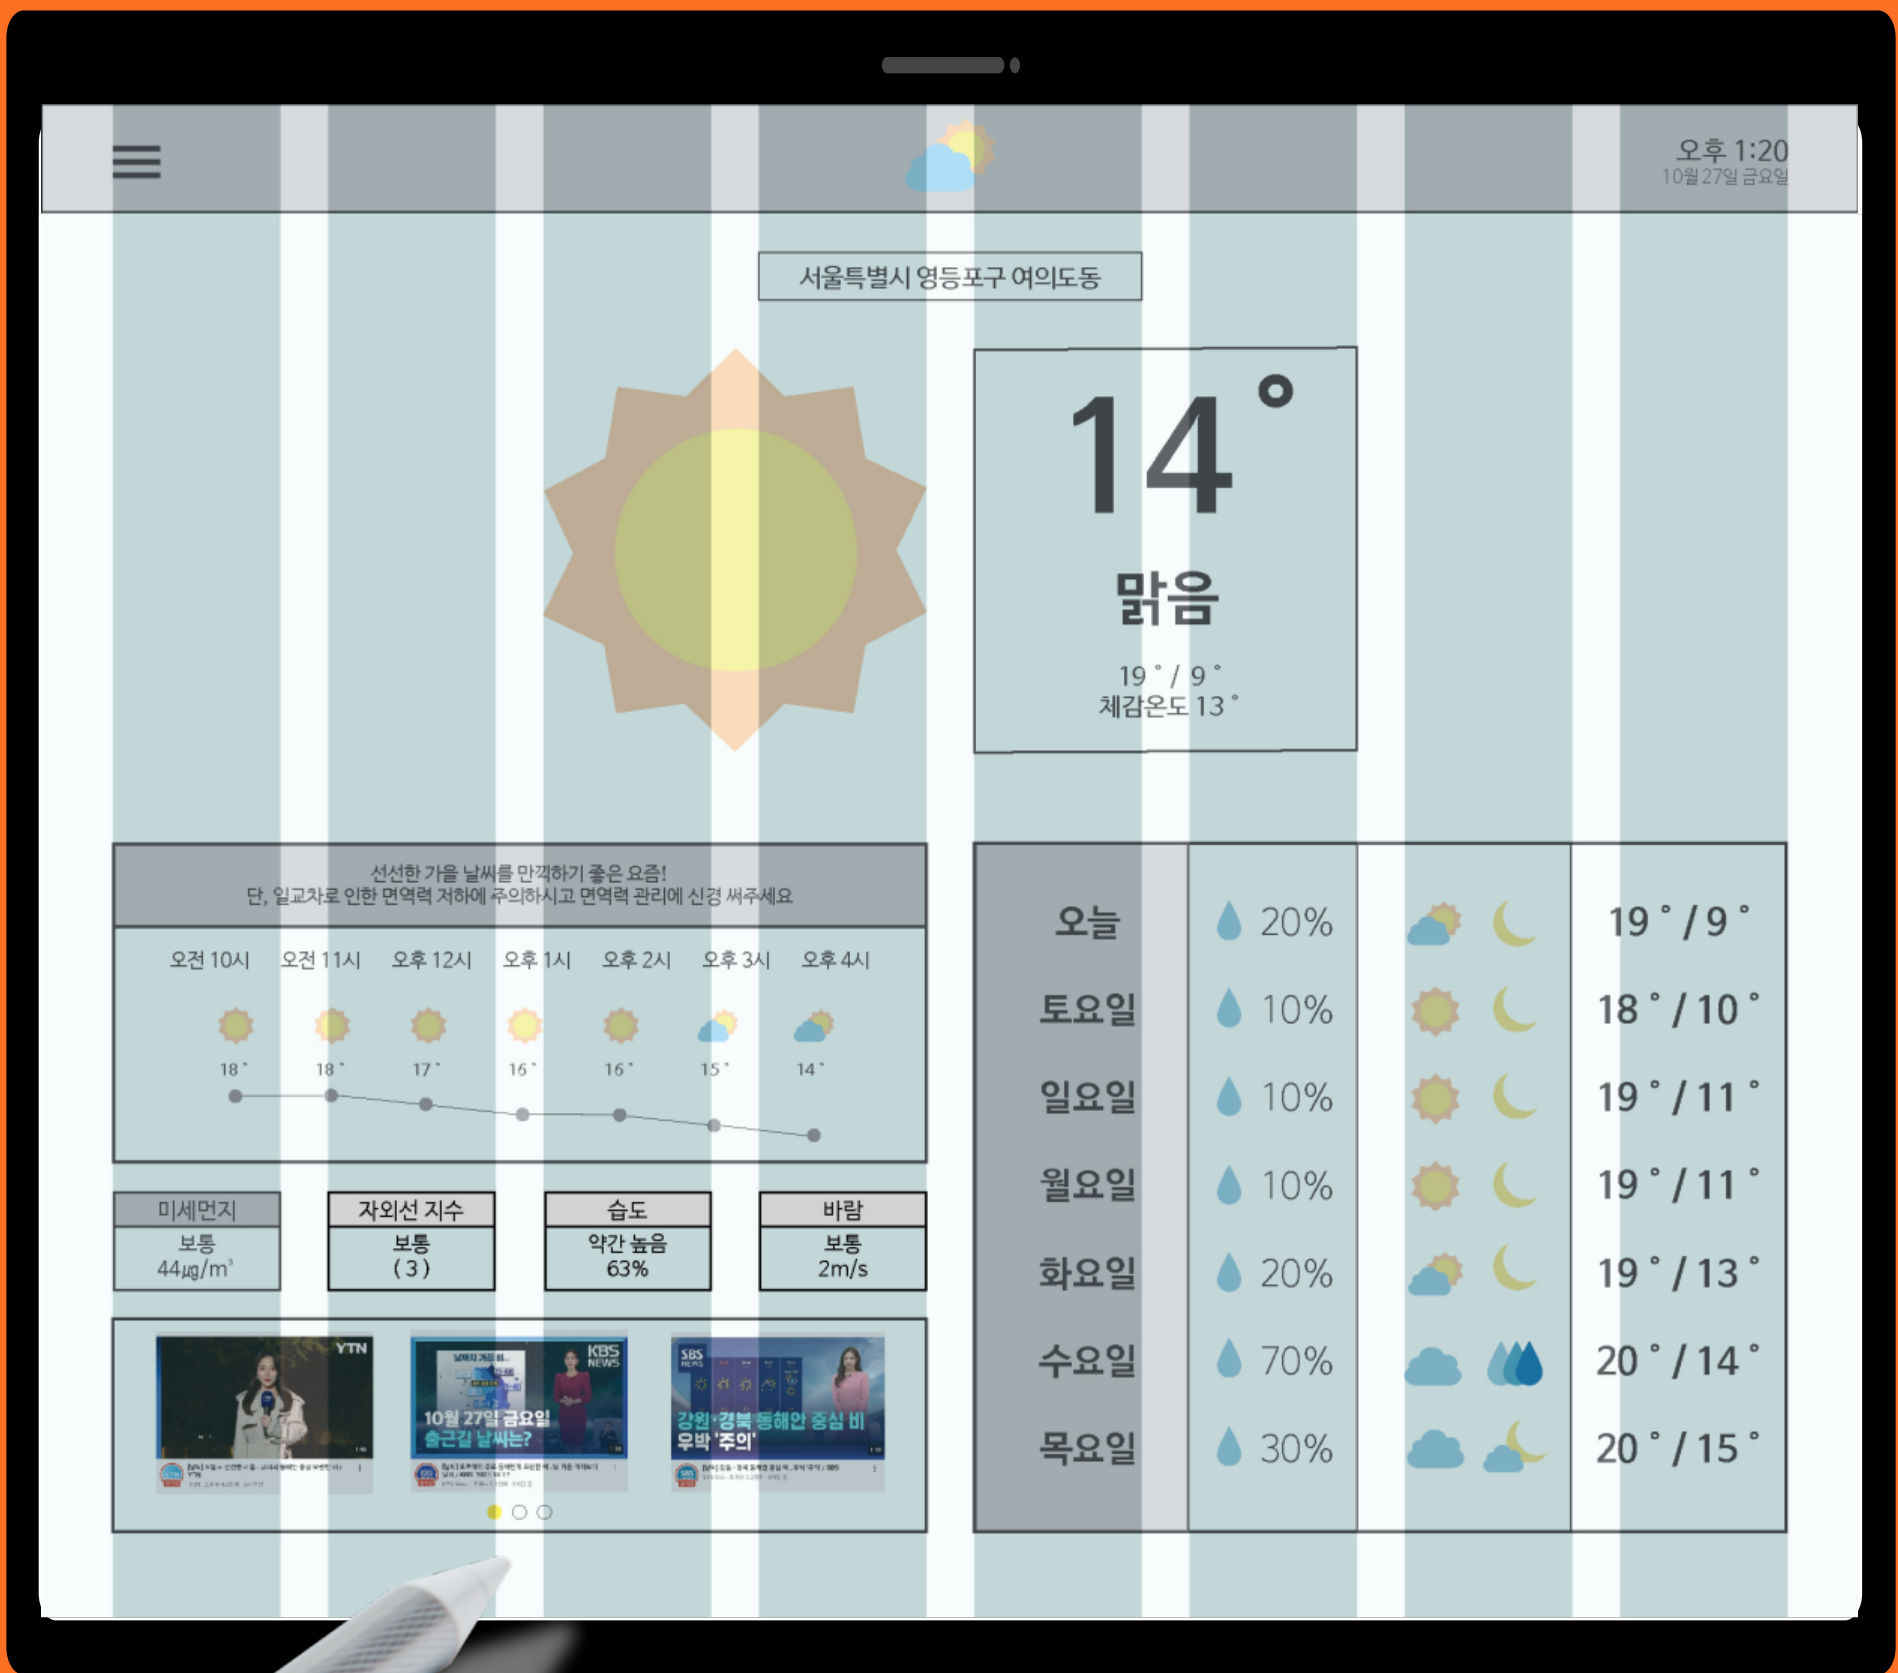 오후 1:20
10월 27일 금요일
서울특별시 영등포구 여의도동
14°
맑음
19° / 9°
체감온도 13°
선선한 가을 날씨를 만끽하기 좋은 요즘!
단, 일교차로 인한 면역력 저하에 주의하시고 면역력 관리에 신경 써주세요
오전 10시 오전 11시 오후 12시 오후 1시 오후 2시 오후 3시 오후 4시
18° 18° 17° 16° 16° 15° 14°
미세먼지 자외선 지수 습도 바람
보통 보통 약간 높음 보통
44㎍/m³ (3) 63% 2m/s
YTN
KBS
NEWS
10월 27일 금요일
출근길 날씨는?
SBS
NEWS
강원·경북 동해안 중심 비
우박 '주의'
오늘 20% 19° / 9°
토요일 10% 18° / 10°
일요일 10% 19° / 11°
월요일 10% 19° / 11°
화요일 20% 19° / 13°
수요일 70% 20° / 14°
목요일 30% 20° / 15°